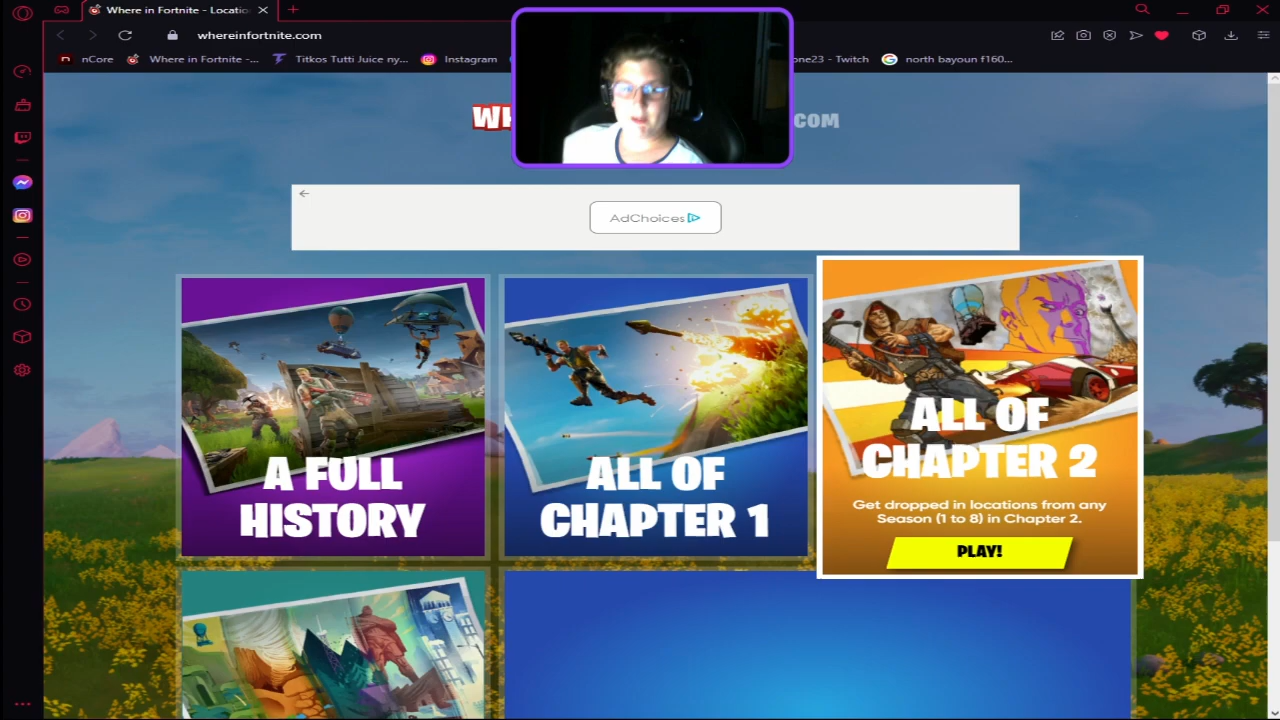 Where in Fortnite - Locatio
whereinfortnite.com
nCore
Where in Fortnite -...
Titkos Tutti Juice ny...
Instagram
one23 - Twitch
north bayoun f160...
WH
COM
AdChoices
A FULL
HISTORY
ALL OF
CHAPTER 1
ALL OF
CHAPTER 2
Get dropped in locations from any
Season (1 to 8) in Chapter 2.
PLAY!